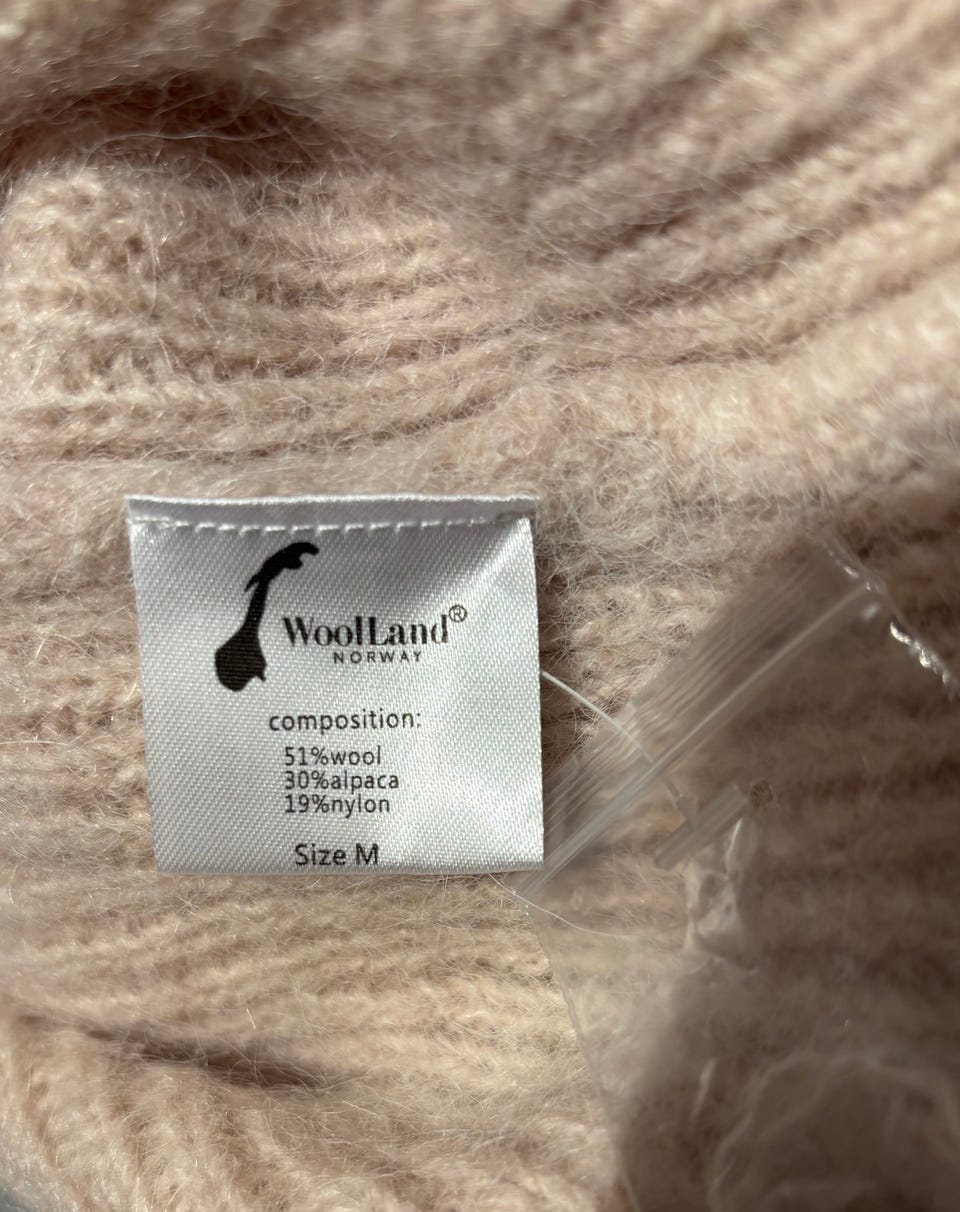 WoolLand®
NORWAY
composition:
51%wool
30%alpaca
19%nylon
Size M